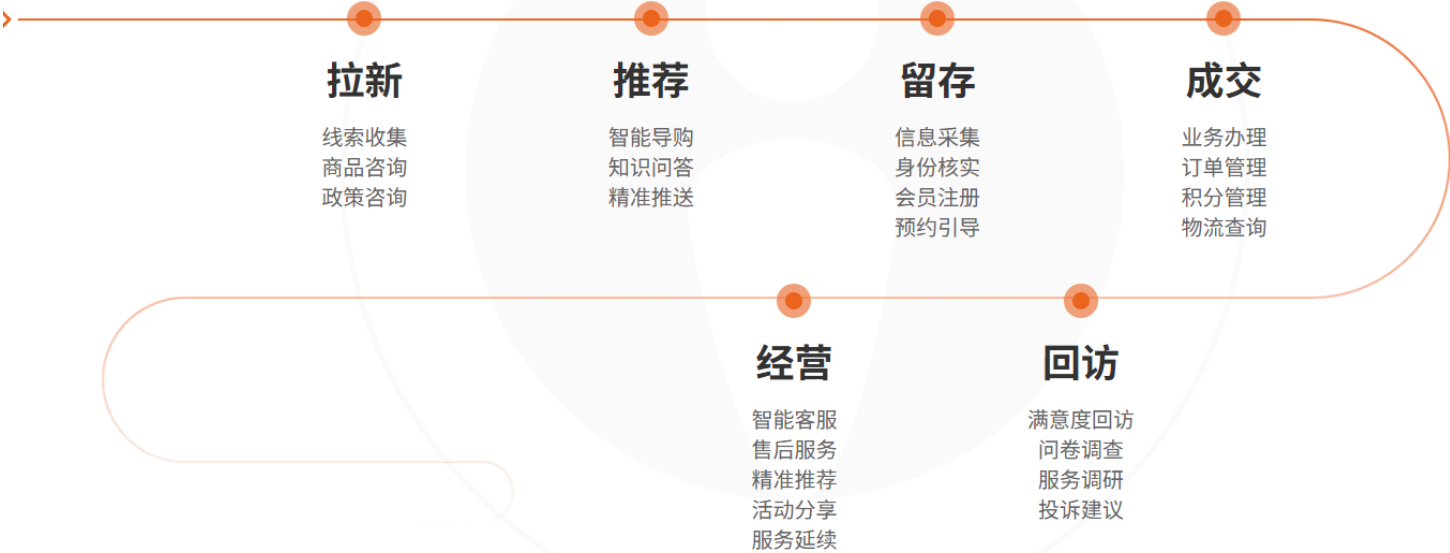 拉新
线索收集
商品咨询
政策咨询
推荐
智能导购
知识问答
精准推送
留存
信息采集
身份核实
会员注册
预约引导
成交
业务办理
订单管理
积分管理
物流查询
经营
智能客服
售后服务
精准推荐
活动分享
服务延续
回访
满意度回访
问卷调查
服务调研
投诉建议